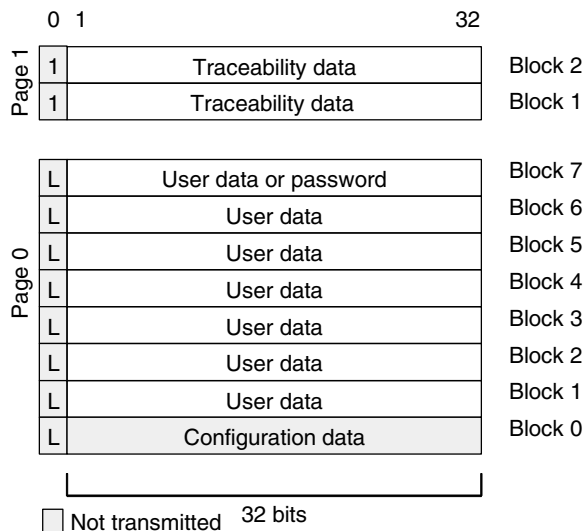 0 1 32
Page 1
1 Traceability data Block 2
1 Traceability data Block 1
Page 0
L User data or password Block 7
L User data Block 6
L User data Block 5
L User data Block 4
L User data Block 3
L User data Block 2
L User data Block 1
L Configuration data Block 0
32 bits
Not transmitted